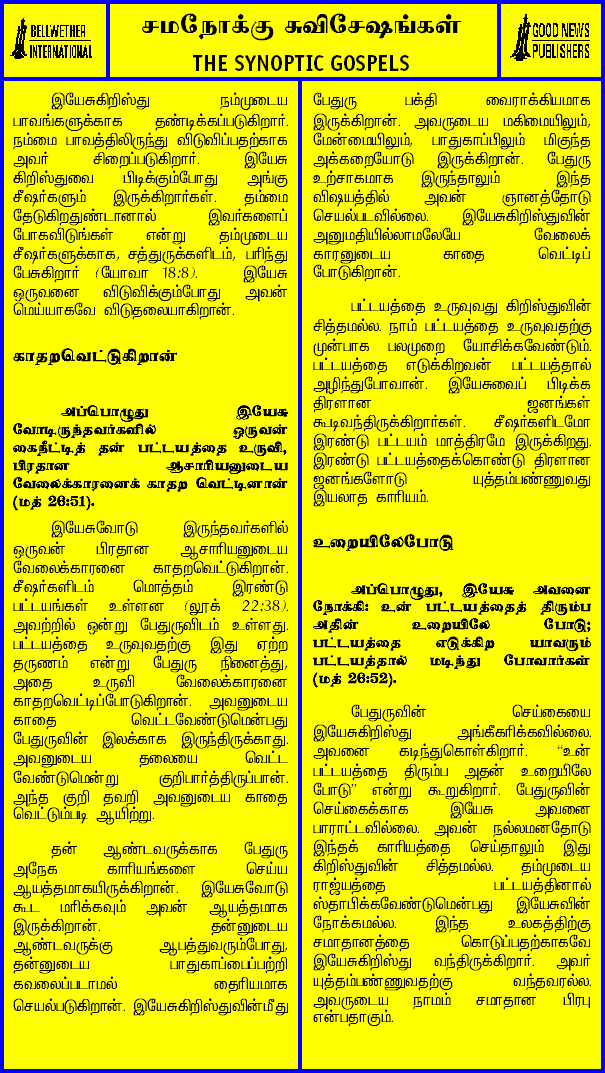 BELLWETHER
INTERNATIONAL
சமநோக்கு சுவிசேஷங்கள்
THE SYNOPTIC GOSPELS
GOOD NEWS
PUBLISHERS
இயேசுகிறிஸ்து நம்முடைய
பாவங்களுக்காக தண்டிக்கப்படுகிறார்.
நம்மை பாவத்திலிருந்து விடுவிப்பதற்காக
அவர் சிறைப்படுகிறார். இயேசு
கிறிஸ்துவை பிடிக்கும்போது அங்கு
சீஷர்களும் இருக்கிறார்கள். தம்மை
தேடுகிறதுண்டானால் இவர்களைப்
போகவிடுங்கள் என்று தம்முடைய
சீஷர்களுக்காக, சத்துருக்களிடம், பரிந்து
பேசுகிறார் (யோவா 18:8). இயேசு
ஒருவனை விடுவிக்கும்போது அவன்
மெய்யாகவே விடுதலையாகிறான்.
காதறவெட்டுகிறான்
அப்பொழுது இயேசு
வோடிருந்தவர்களில் ஒருவன்
கைநீட்டித் தன் பட்டயத்தை உருவி,
பிரதான ஆசாரியனுடைய
வேலைக்காரனைக் காதற வெட்டினான்
(மத் 26:51).
இயேசுவோடு இருந்தவர்களில்
ஒருவன் பிரதான ஆசாரியனுடைய
வேலைக்காரனை காதறவெட்டுகிறான்.
சீஷர்களிடம் மொத்தம் இரண்டு
பட்டயங்கள் உள்ளன (லூக் 22:38).
அவற்றில் ஒன்று பேதுருவிடம் உள்ளது.
பட்டயத்தை உருவுவதற்கு இது ஏற்ற
தருணம் என்று பேதுரு நினைத்து,
அதை உருவி வேலைக்காரனை
காதறவெட்டிப்போடுகிறான். அவனுடைய
காதை வெட்டவேண்டுமென்பது
பேதுருவின் இலக்காக இருந்திருக்காது.
அவனுடைய தலையை வெட்ட
வேண்டுமென்று குறிபார்த்திருப்பான்.
அந்த குறி தவறி அவனுடைய காதை
வெட்டும்படி ஆயிற்று.
தன் ஆண்டவருக்காக பேதுரு
அநேக காரியங்களை செய்ய
ஆயத்தமாகயிருக்கிறான். இயேசுவோடு
கூட மரிக்கவும் அவன் ஆயத்தமாக
இருக்கிறான். தன்னுடைய
ஆண்டவருக்கு ஆபத்துவரும்போது,
தன்னுடைய பாதுகாப்பைப்பற்றி
கவலைப்படாமல் தைரியமாக
செயல்படுகிறான். இயேசுகிறிஸ்துவின்மீது
பேதுரு பக்தி வைராக்கியமாக
இருக்கிறான். அவருடைய மகிமையிலும்,
மேன்மையிலும், பாதுகாப்பிலும் மிகுந்த
அக்கறையோடு இருக்கிறான். பேதுரு
உற்சாகமாக இருந்தாலும் இந்த
விஷயத்தில் அவன் ஞானத்தோடு
செயல்படவில்லை. இயேசுகிறிஸ்துவின்
அனுமதியில்லாமலேயே வேலைக்
காரனுடைய காதை வெட்டிப்
போடுகிறான்.
பட்டயத்தை உருவுவது கிறிஸ்துவின்
சித்தமல்ல. நாம் பட்டயத்தை உருவுவதற்கு
முன்பாக பலமுறை யோசிக்கவேண்டும்.
பட்டயத்தை எடுக்கிறவன் பட்டயத்தால்
அழிந்துபோவான். இயேசுவைப் பிடிக்க
திரளான ஜனங்கள்
கூடிவந்திருக்கிறார்கள். சீஷர்களிடமோ
இரண்டு பட்டயம் மாத்திரமே இருக்கிறது.
இரண்டு பட்டயத்தைக்கொண்டு திரளான
ஜனங்களோடு யுத்தம்பண்ணுவது
இயலாத காரியம்.
உறையிலேபோடு
அப்பொழுது, இயேசு அவனை
நோக்கி: உன் பட்டயத்தைத் திரும்ப
அதின் உறையிலே போடு;
பட்டயத்தை எடுக்கிற யாவரும்
பட்டயத்தால் மடிந்து போவார்கள்
(மத் 26:52).
பேதுருவின் செய்கையை
இயேசுகிறிஸ்து அங்கீகரிக்கவில்லை.
அவனை கடிந்துகொள்கிறார். “உன்
பட்டயத்தை திரும்ப அதன் உறையிலே
போடு” என்று கூறுகிறார். பேதுருவின்
செய்கைக்காக இயேசு அவனை
பாராட்டவில்லை. அவன் நல்லமனதோடு
இந்தக் காரியத்தை செய்தாலும் இது
கிறிஸ்துவின் சித்தமல்ல. தம்முடைய
ராஜ்யத்தை பட்டயத்தினால்
ஸ்தாபிக்கவேண்டுமென்பது இயேசுவின்
நோக்கமல்ல. இந்த உலகத்திற்கு
சமாதானத்தை கொடுப்பதற்காகவே
இயேசுகிறிஸ்து வந்திருக்கிறார். அவர்
யுத்தம்பண்ணுவதற்கு வந்தவரல்ல.
அவருடைய நாமம் சமாதான பிரபு
என்பதாகும்.